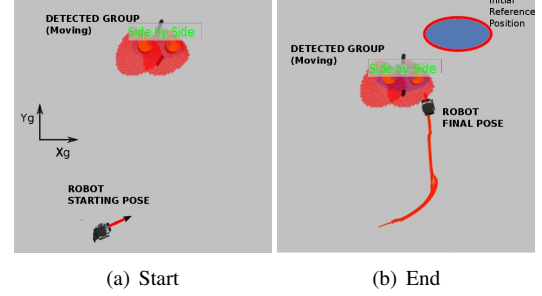 DETECTED GROUP
(Moving)
Side by Side
Yg
Xg
ROBOT
STARTING POSE
(a) Start
Initial
Reference
Position
DETECTED GROUP
(Moving)
Side by Side
ROBOT
FINAL POSE
(b) End